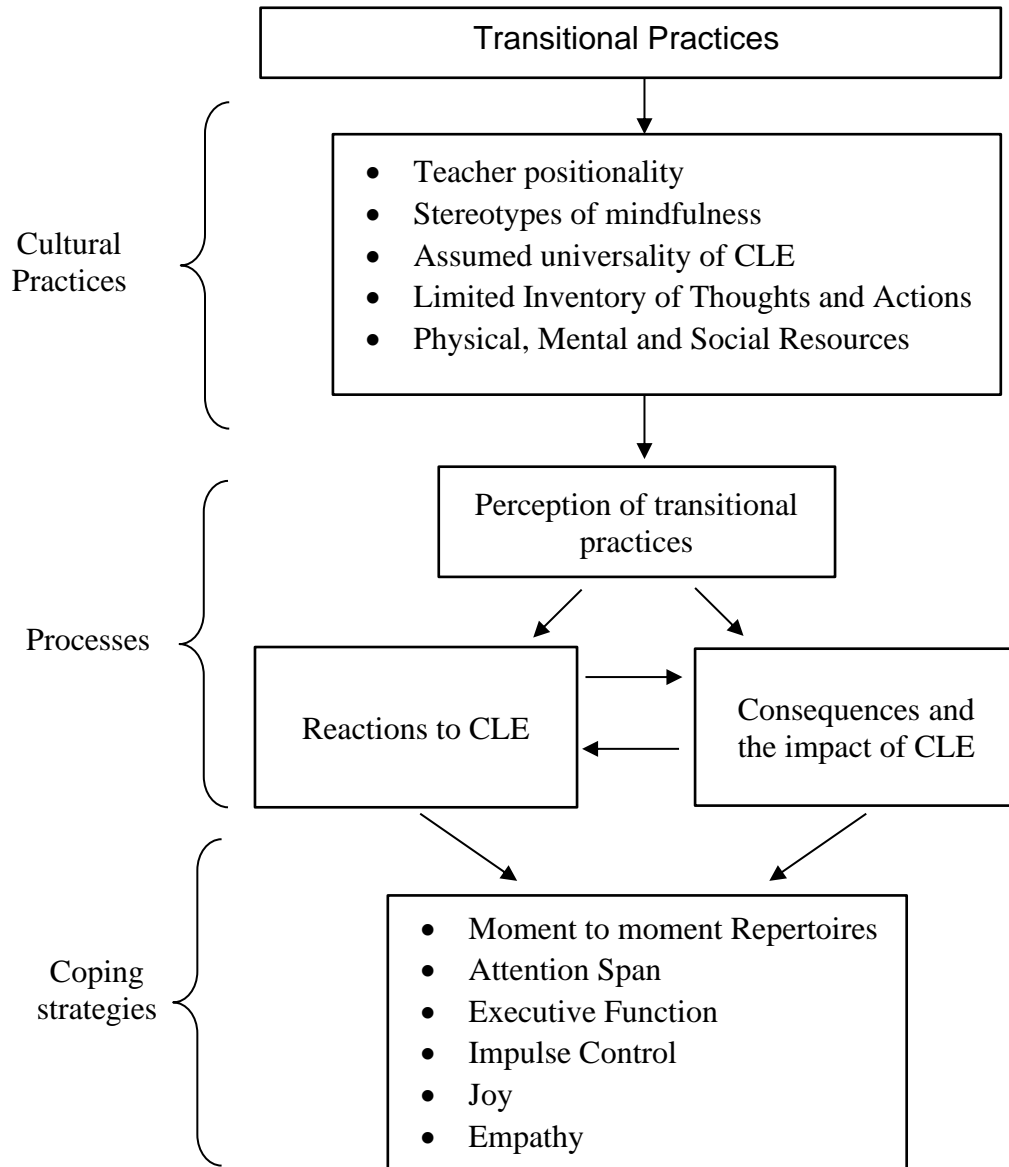 Transitional Practices
Cultural
Practices
• Teacher positionality
• Stereotypes of mindfulness
• Assumed universality of CLE
• Limited Inventory of Thoughts and Actions
• Physical, Mental and Social Resources
Perception of transitional
practices
Processes
Reactions to CLE
Consequences and
the impact of CLE
Coping
strategies
• Moment to moment Repertoires
• Attention Span
• Executive Function
• Impulse Control
• Joy
• Empathy